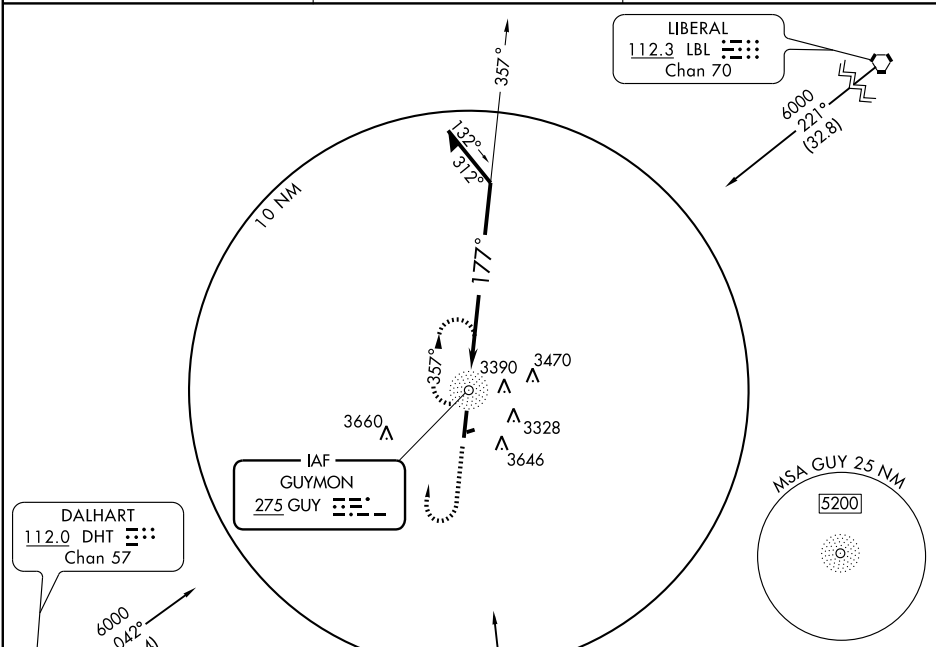 LIBERAL
112.3 LBL
Chan 70
6000
221°
(32.8)
357°
132°
312°
10 NM
177°
357°
3390
3470
3660
3328
3646
IAF
GUYMON
275 GUY
MSA GUY 25 NM
5200
DALHART
112.0 DHT
Chan 57
6000
042°